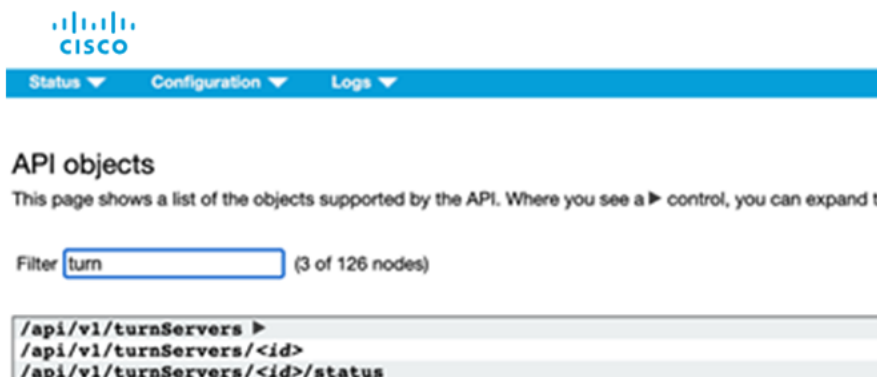 CISCO
Status Configuration Logs
API objects
This page shows a list of the objects supported by the API. Where you see a ▶ control, you can expand t
Filter turn (3 of 126 nodes)
/api/v1/turnServers ▶
/api/v1/turnServers/<id>
/api/v1/turnServers/<id>/status